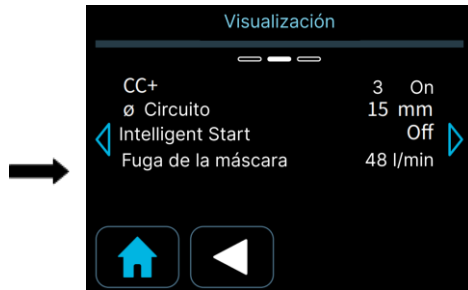 Visualización
CC+ 3 On
ø Circuito 15 mm
Intelligent Start Off
Fuga de la máscara 48 l/min